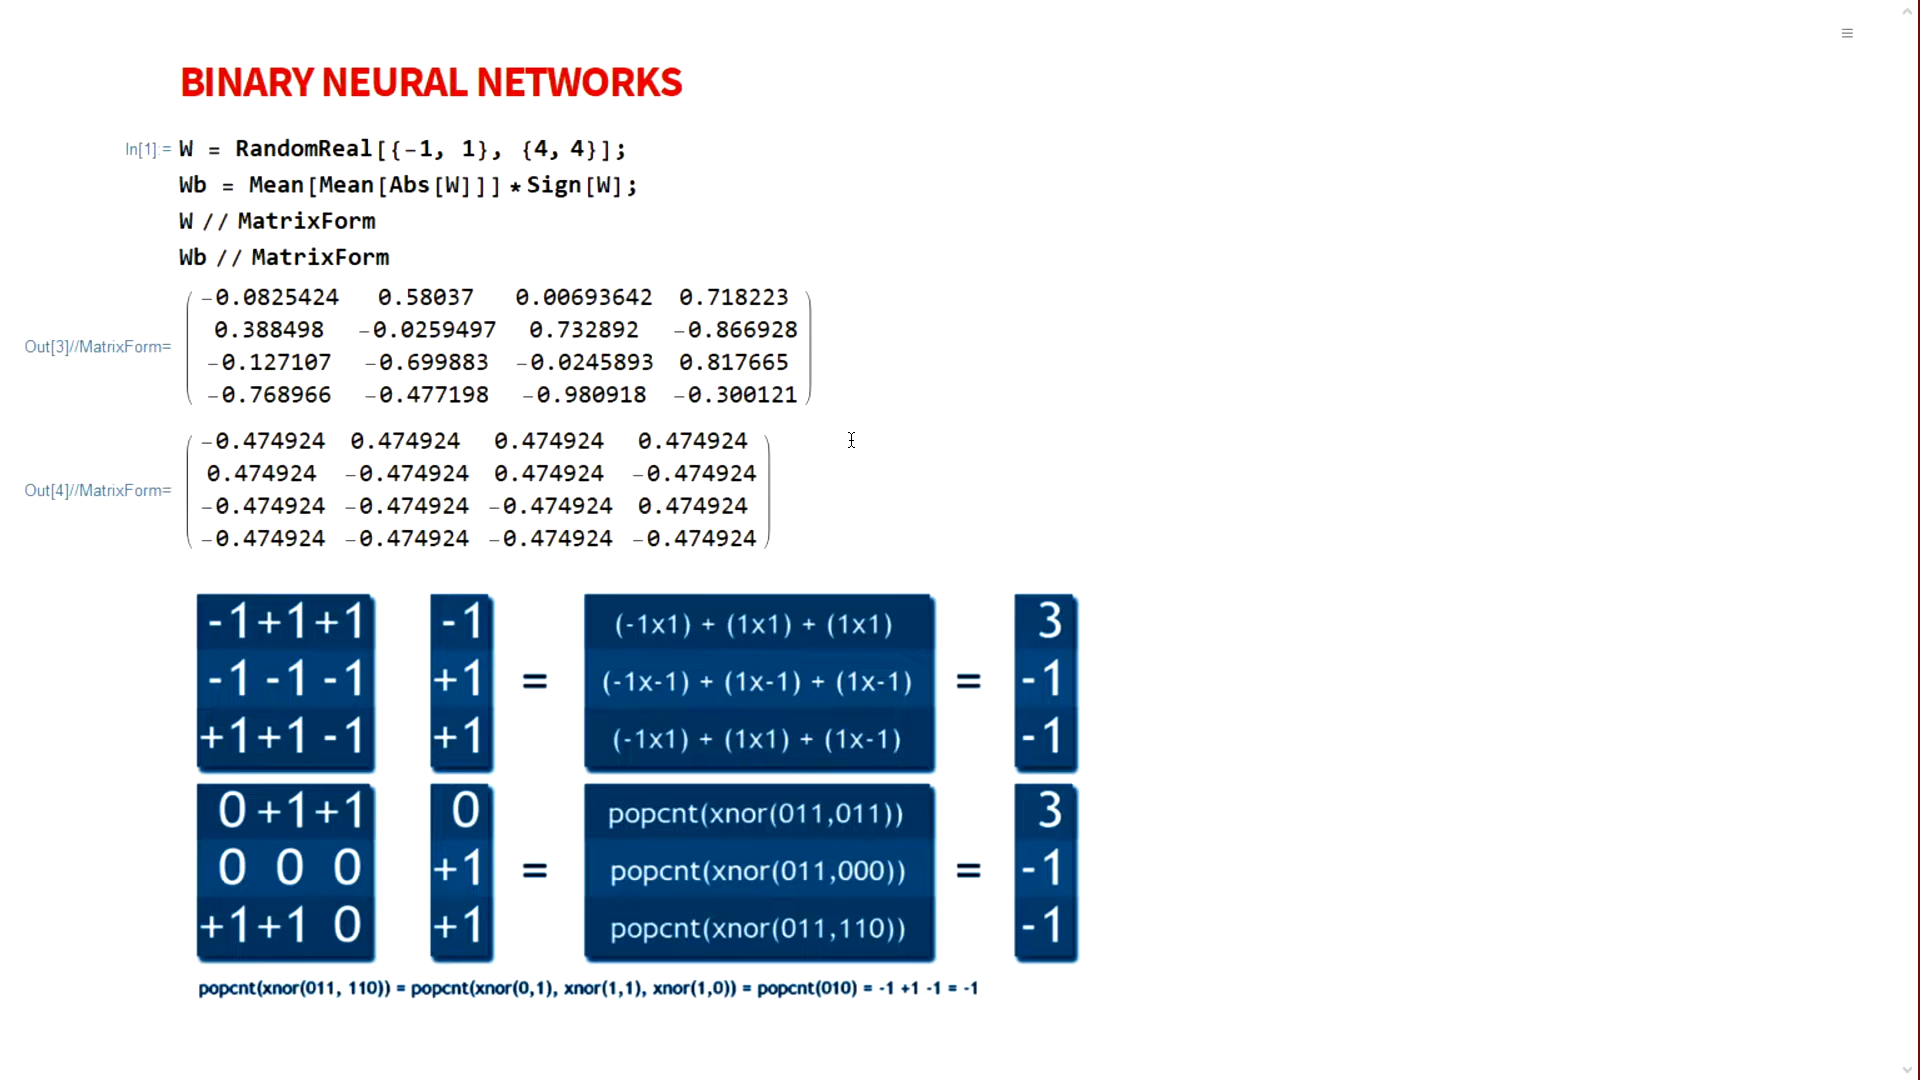 BINARY NEURAL NETWORKS
In[1]:= W = RandomReal[{-1, 1}, {4, 4}];
Wb = Mean[Mean[Abs[W]]] * Sign[W];
W // MatrixForm
Wb // MatrixForm
Out[3]//MatrixForm=
-0.0825424 0.58037 0.00693642 0.718223
0.388498 -0.0259497 0.732892 -0.866928
-0.127107 -0.699883 -0.0245893 0.817665
-0.768966 -0.477198 -0.980918 -0.300121
Out[4]//MatrixForm=
-0.474924 0.474924 0.474924 0.474924
0.474924 -0.474924 0.474924 -0.474924
-0.474924 -0.474924 -0.474924 0.474924
-0.474924 -0.474924 -0.474924 -0.474924
-1+1+1 -1 (-1x1) + (1x1) + (1x1) 3
-1 -1 -1 +1 = (-1x-1) + (1x-1) + (1x-1) = -1
+1+1 -1 +1 (-1x1) + (1x1) + (1x-1) -1
0 +1+1 0 popcnt(xnor(011,011)) 3
0 0 0 +1 = popcnt(xnor(011,000)) = -1
+1+1 0 +1 popcnt(xnor(011,110)) -1
popcnt(xnor(011, 110)) = popcnt(xnor(0,1), xnor(1,1), xnor(1,0)) = popcnt(010) = -1 +1 -1 = -1